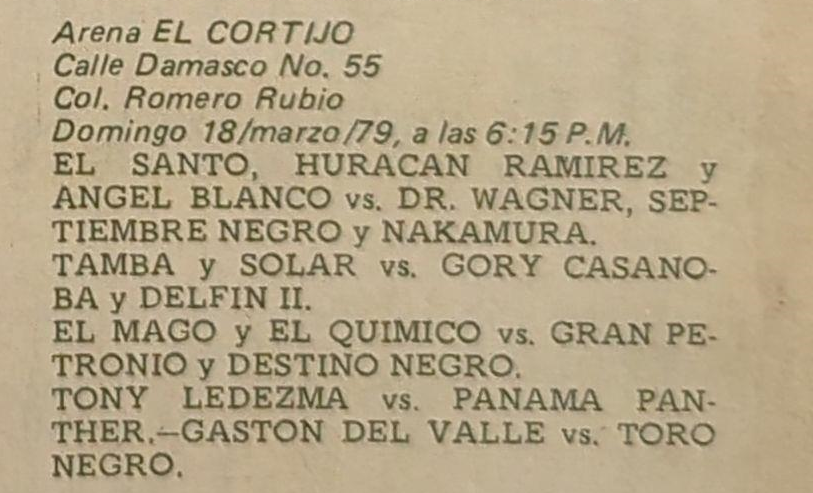 Arena EL CORTIJO
Calle Damasco No. 55
Col. Romero Rubio
Domingo 18/marzo/79, a las 6:15 P.M.
EL SANTO, HURACAN RAMIREZ y
ANGEL BLANCO vs. DR. WAGNER, SEP-
TIEMBRE NEGRO y NAKAMURA.
TAMBA y SOLAR vs. GORY CASANO-
BA y DELFIN II.
EL MAGO y EL QUIMICO vs. GRAN PE-
TRONIO y DESTINO NEGRO.
TONY LEDEZMA vs. PANAMA PAN-
THER.—GASTON DEL VALLE vs. TORO
NEGRO.